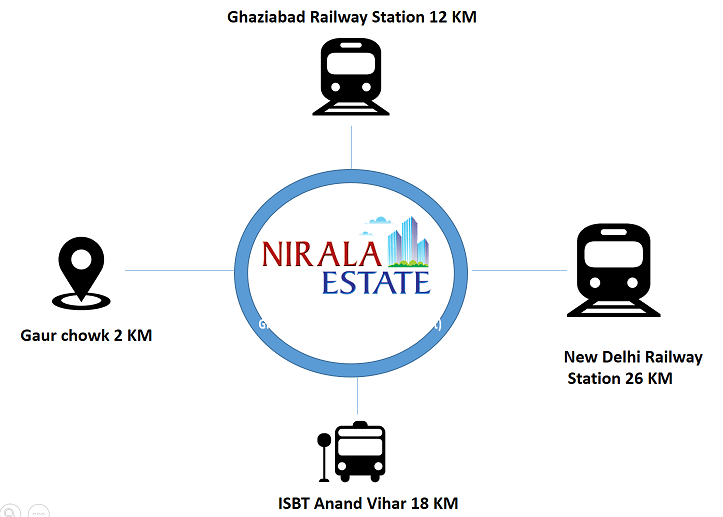 Ghaziabad Railway Station 12 KM
NIRALA
ESTATE
Gaur chowk 2 KM
New Delhi Railway
Station 26 KM
ISBT Anand Vihar 18 KM